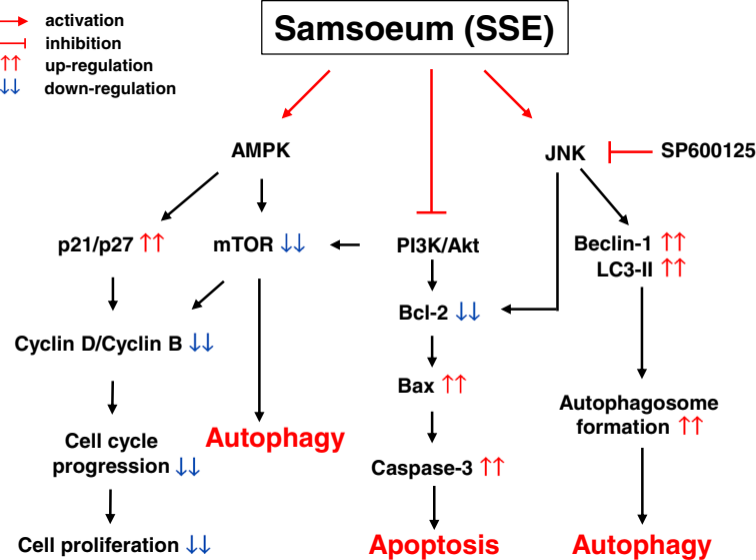 activation
inhibition
↑↑ up-regulation
↓↓ down-regulation
Samsoeum (SSE)
AMPK
JNK
SP600125
p21/p27 ↑↑
mTOR ↓↓
PI3K/Akt
Beclin-1 ↑↑
LC3-II ↑↑
Bcl-2 ↓↓
Cyclin D/Cyclin B ↓↓
Bax ↑↑
Autophagosome
formation ↑↑
Autophagy
Cell cycle
progression ↓↓
Caspase-3 ↑↑
Cell proliferation ↓↓
Apoptosis
Autophagy